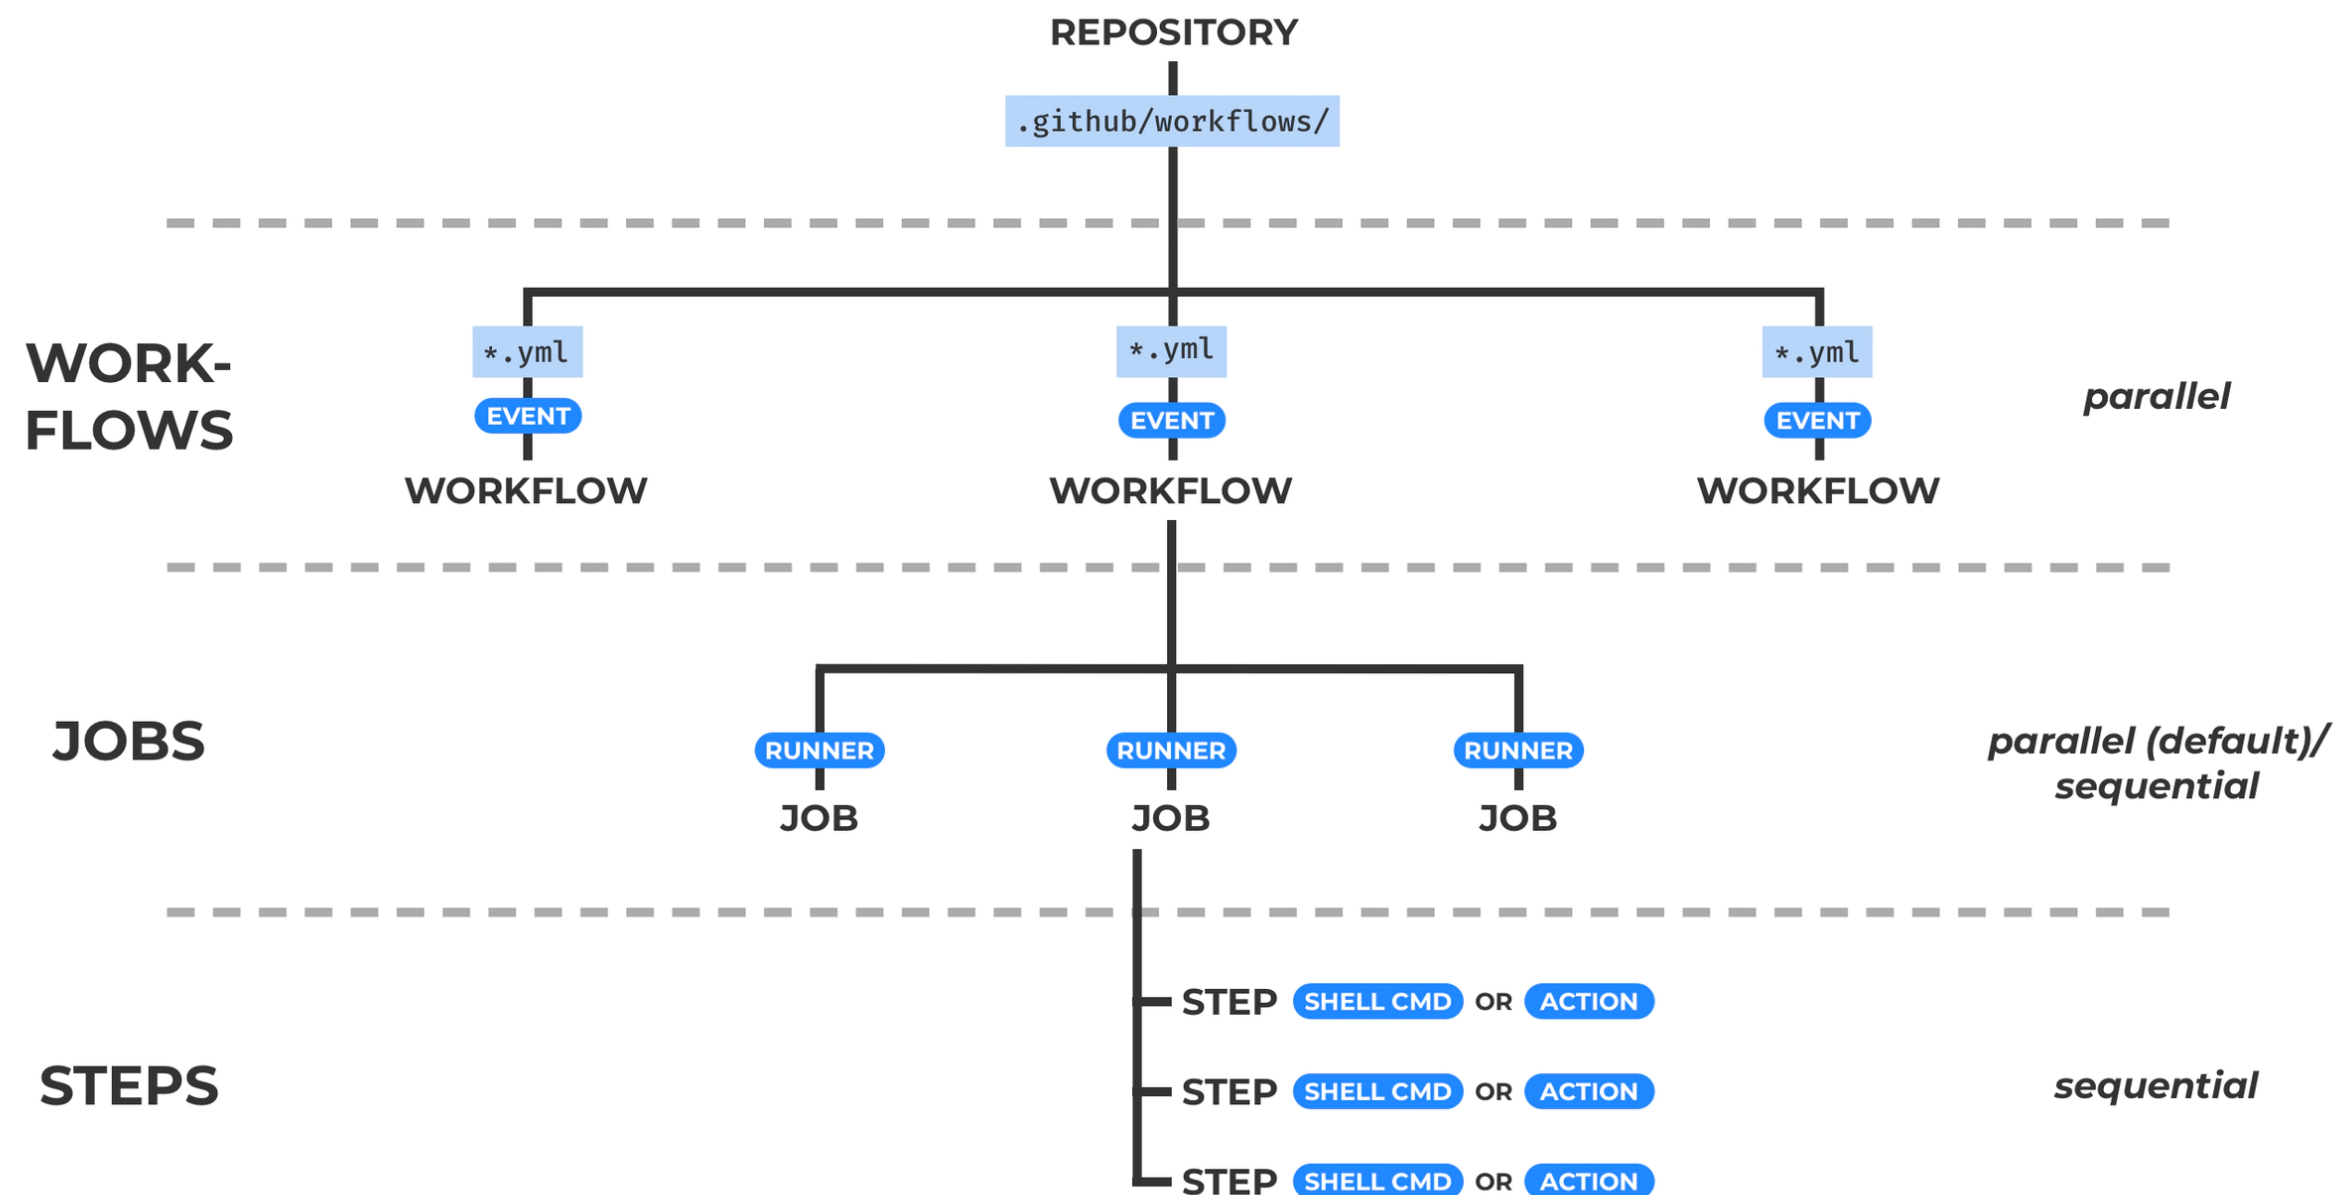 REPOSITORY
.github/workflows/
WORK-
FLOWS
*.yml
*.yml
*.yml
EVENT
EVENT
EVENT
WORKFLOW
WORKFLOW
WORKFLOW
parallel
JOBS
RUNNER
RUNNER
RUNNER
JOB
JOB
JOB
parallel (default)/
sequential
STEPS
STEP SHELL CMD OR ACTION
STEP SHELL CMD OR ACTION
STEP SHELL CMD OR ACTION
sequential